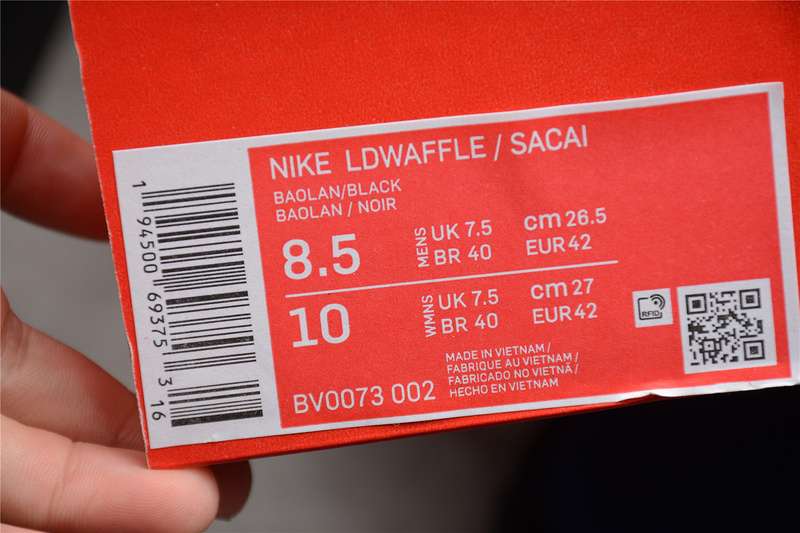 NIKE LDWAFFLE / SACAI
BAOLAN/BLACK
BAOLAN / NOIR
8.5 MENS UK 7.5 cm 26.5
BR 40 EUR 42
10 WMNS UK 7.5 cm 27
BR 40 EUR 42
RFID
MADE IN VIETNAM /
FABRIQUE AU VIETNAM /
FABRICADO NO VIETNÃ /
HECHO EN VIETNAM
BV0073 002
1 94500 69375 3 16